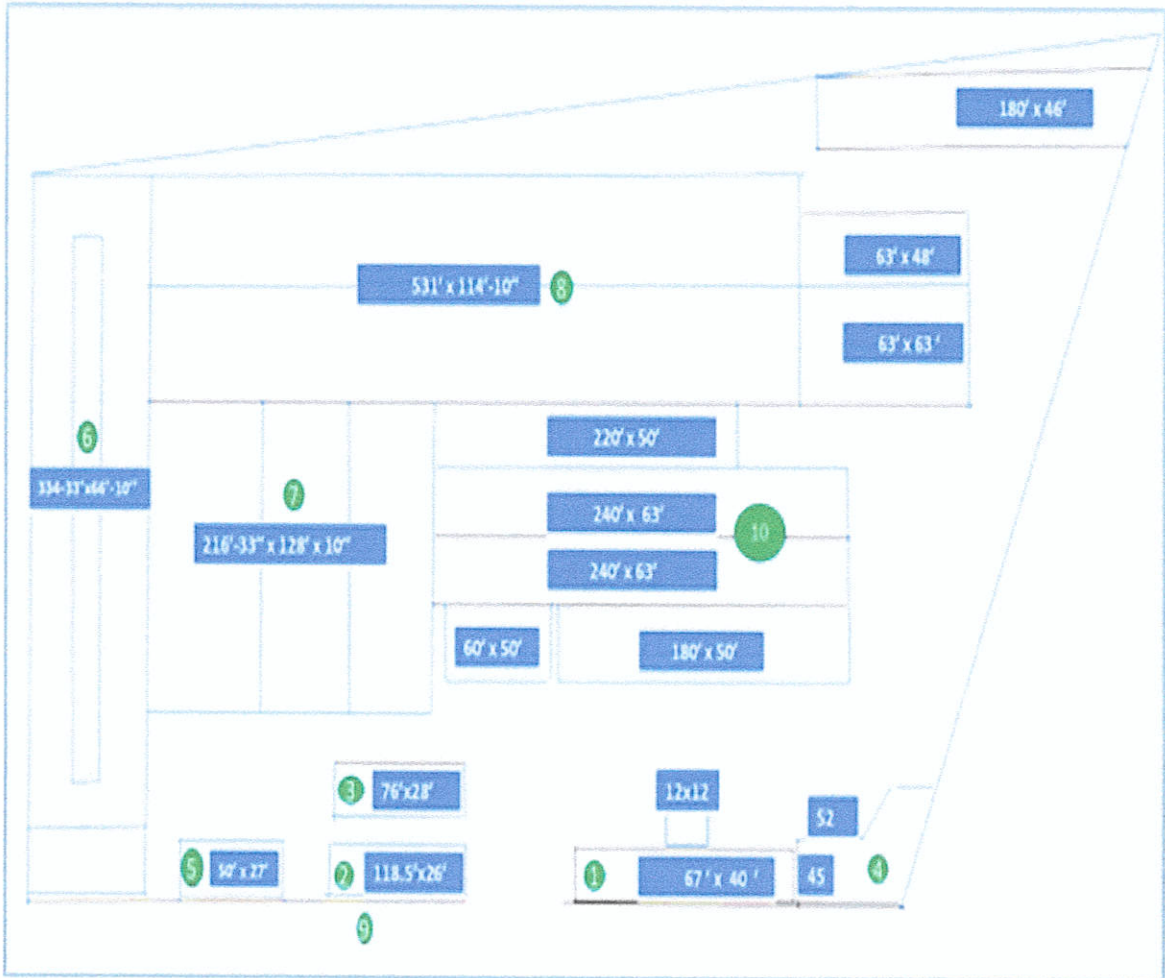 180' x 46'
63' x 48'
531' x 114'-10"
8
63' x 63'
220' x 50'
6
334-33'x66'-10"
7
240' x 63'
10
216'-33" x 128' x 10"
240' x 63'
60' x 50'
180' x 50'
3
76'x28'
12x12
52
5
50' x 27'
2
118.5'x26'
1
67' x 40'
45
4
9